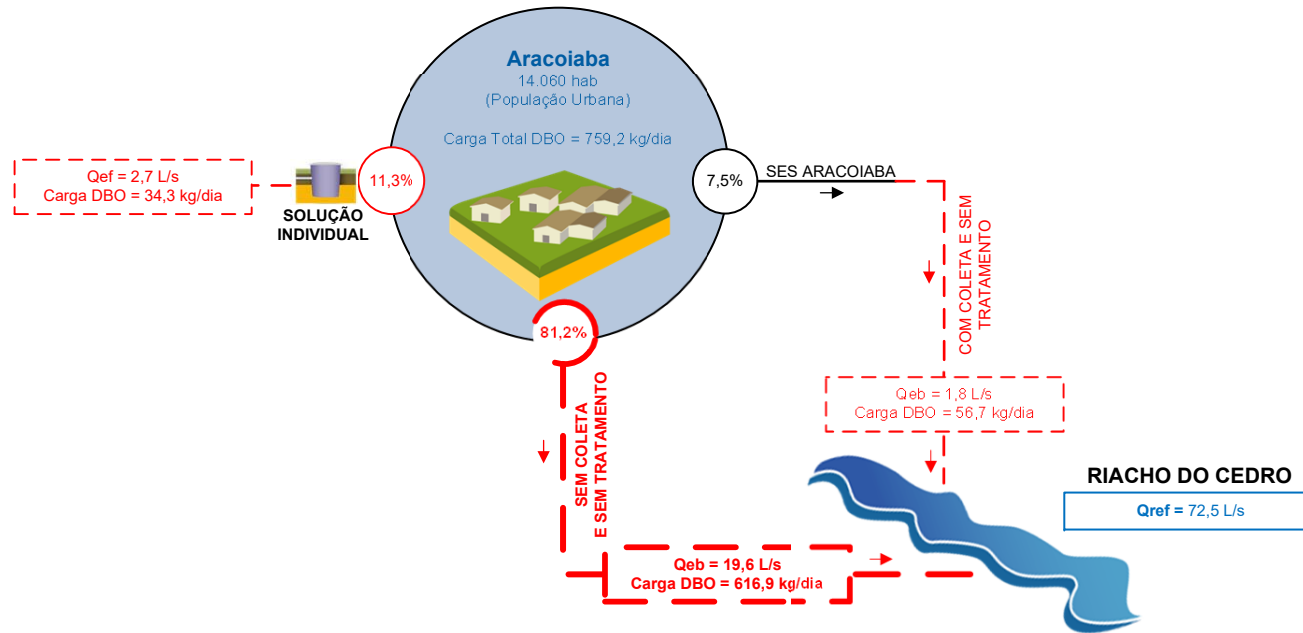 Aracoiaba
14.060 hab
(População Urbana)
Carga Total DBO = 759,2 kg/dia
Qef = 2,7 L/s
Carga DBO = 34,3 kg/dia
SOLUÇÃO
INDIVIDUAL
11,3%
7,5%
SES ARACOIABA
COM COLETA E SEM
TRATAMENTO
81,2%
SEM COLETA
E SEM TRATAMENTO
Qeb = 1,8 L/s
Carga DBO = 56,7 kg/dia
RIACHO DO CEDRO
Qref = 72,5 L/s
Qeb = 19,6 L/s
Carga DBO = 616,9 kg/dia